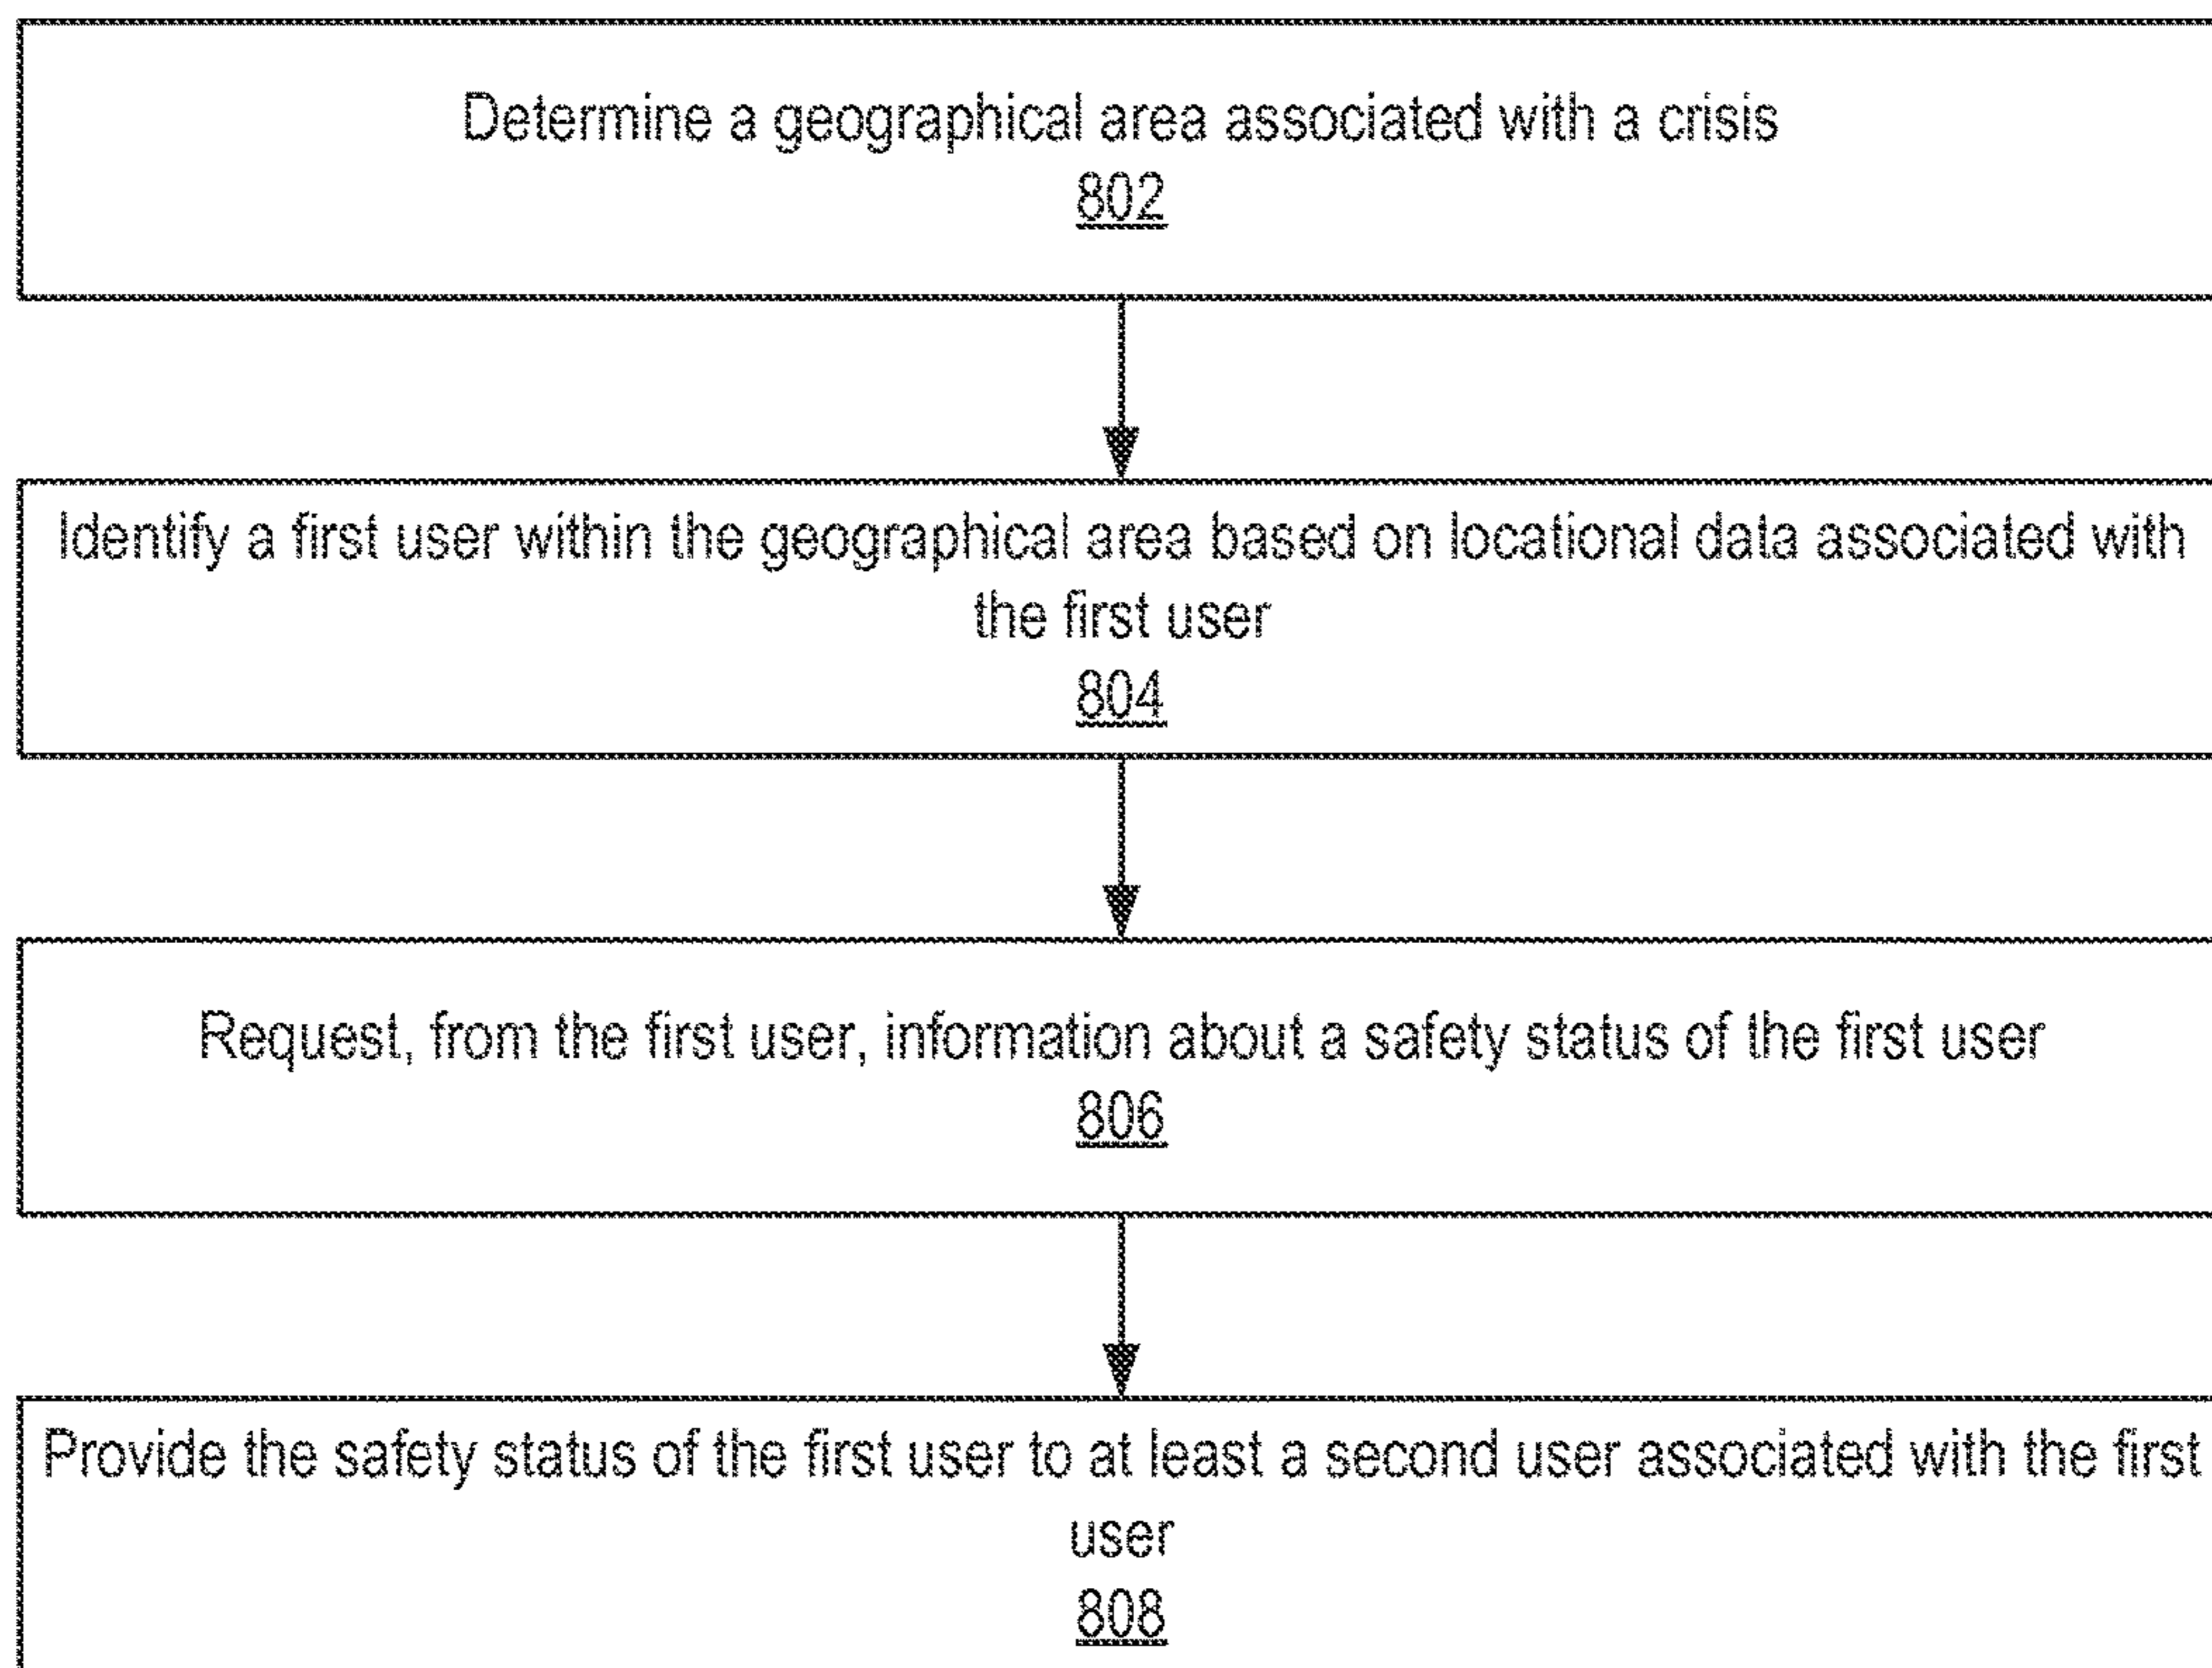 Determine a geographical area associated with a crisis
802
Identify a first user within the geographical area based on locational data associated with
the first user
804
Request, from the first user, information about a safety status of the first user
806
Provide the safety status of the first user to at least a second user associated with the first
user
808